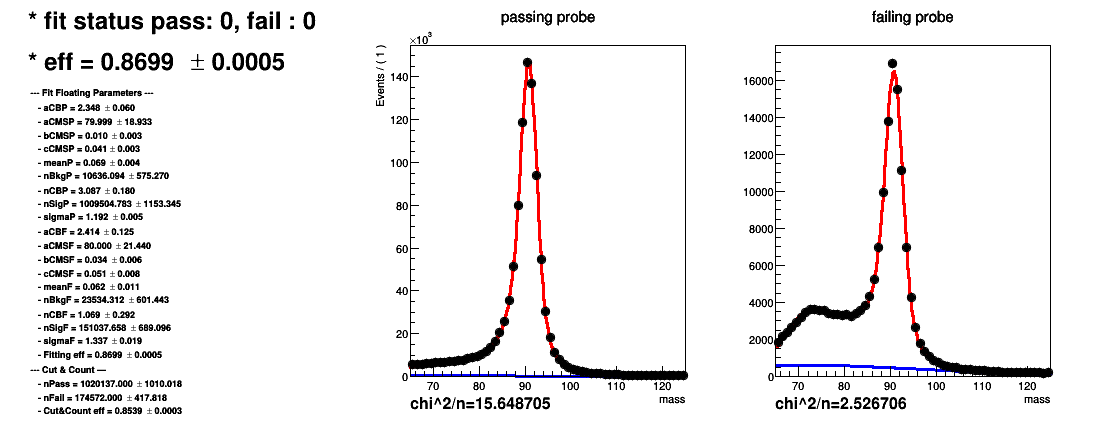 * fit status pass: 0, fail : 0
* eff = 0.8699 ± 0.0005
--- Fit Floating Parameters ---
- aCBP = 2.348 ± 0.060
- aCMSP = 79.999 ± 18.933
- bCMSP = 0.010 ± 0.003
- cCMSP = 0.041 ± 0.003
- meanP = 0.069 ± 0.004
- nBkgP = 10636.094 ± 575.270
- nCBP = 3.087 ± 0.180
- nSigP = 1009504.783 ± 1153.345
- sigmaP = 1.192 ± 0.005
- aCBF = 2.414 ± 0.125
- aCMSF = 80.000 ± 21.440
- bCMSF = 0.034 ± 0.006
- cCMSF = 0.051 ± 0.008
- meanF = 0.062 ± 0.011
- nBkgF = 23534.312 ± 601.443
- nCBF = 1.069 ± 0.292
- nSigF = 151037.658 ± 689.096
- sigmaF = 1.337 ± 0.019
- Fitting eff = 0.8699 ± 0.0005
--- Cut & Count ---
- nPass = 1020137.000 ± 1010.018
- nFail = 174572.000 ± 417.818
- Cut&Count eff = 0.8539 ± 0.0003
passing probe
×10³
Events / ( 1 )
140
120
100
80
60
40
20
0
70 80 90 100 110 120
mass
chi^2/n=15.648705
failing probe
16000
14000
12000
10000
8000
6000
4000
2000
0
70 80 90 100 110 120
mass
chi^2/n=2.526706